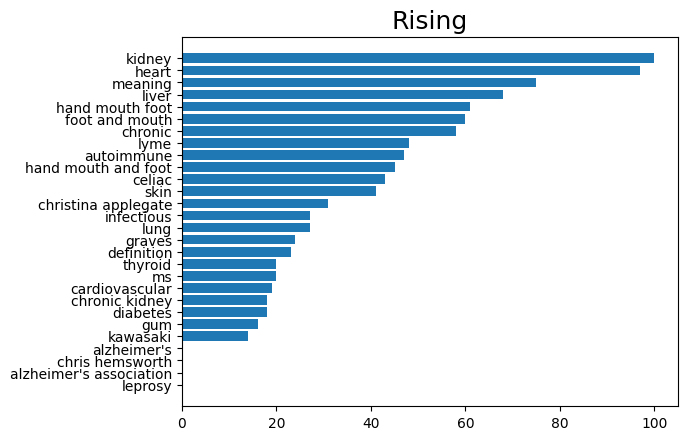 Rising
kidney
heart
meaning
liver
hand mouth foot
foot and mouth
chronic
lyme
autoimmune
hand mouth and foot
celiac
skin
christina applegate
infectious
lung
graves
definition
thyroid
ms
cardiovascular
chronic kidney
diabetes
gum
kawasaki
alzheimer's
chris hemsworth
alzheimer's association
leprosy
0 20 40 60 80 100